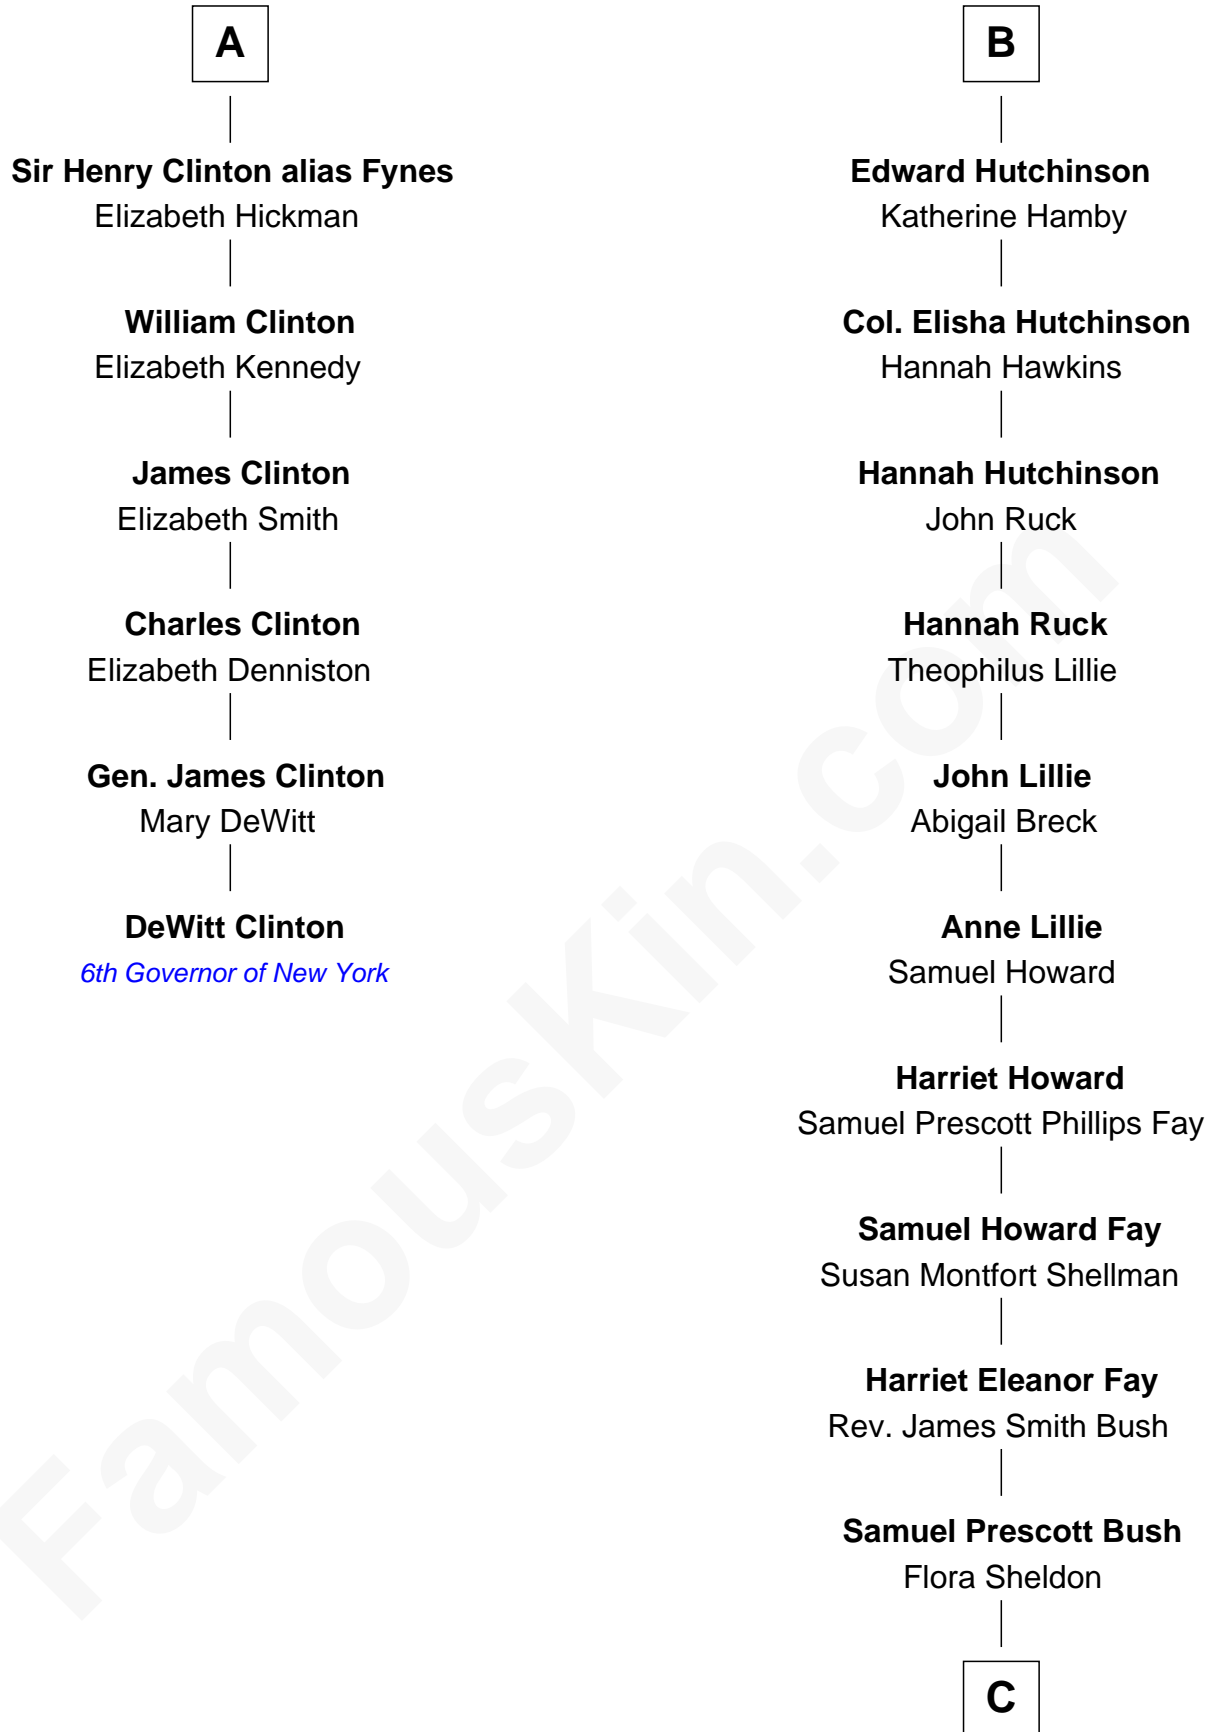 A
Sir Henry Clinton alias Fynes
Elizabeth Hickman
William Clinton
Elizabeth Kennedy
James Clinton
Elizabeth Smith
Charles Clinton
Elizabeth Denniston
Gen. James Clinton
Mary DeWitt
DeWitt Clinton
6th Governor of New York
B
Edward Hutchinson
Katherine Hamby
Col. Elisha Hutchinson
Hannah Hawkins
Hannah Hutchinson
John Ruck
Hannah Ruck
Theophilus Lillie
John Lillie
Abigail Breck
Anne Lillie
Samuel Howard
Harriet Howard
Samuel Prescott Phillips Fay
Samuel Howard Fay
Susan Montfort Shellman
Harriet Eleanor Fay
Rev. James Smith Bush
Samuel Prescott Bush
Flora Sheldon
C
FamousKin.com